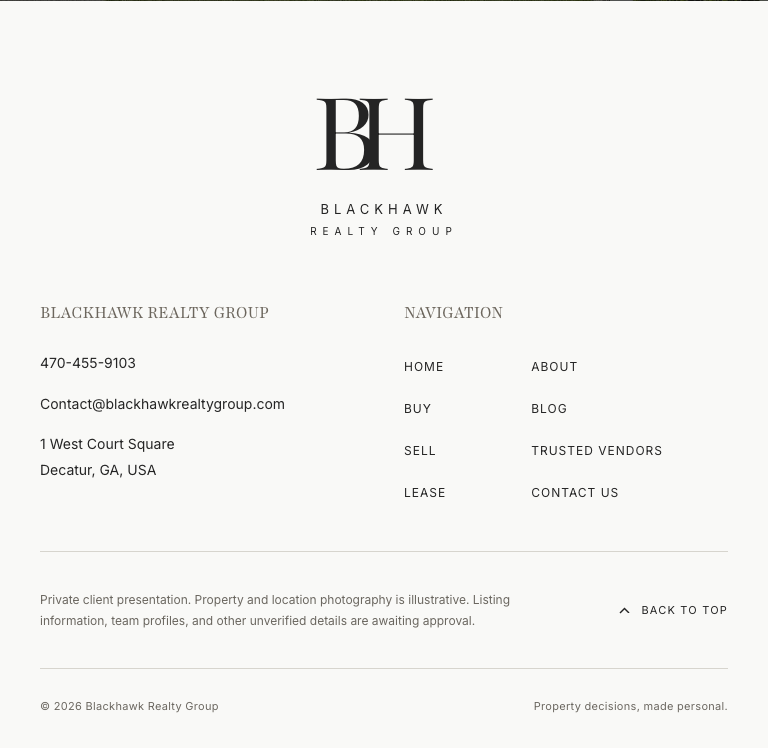 BH
BLACKHAWK
REALTY GROUP
BLACKHAWK REALTY GROUP
470-455-9103
Contact@blackhawkrealtygroup.com
1 West Court Square
Decatur, GA, USA
NAVIGATION
HOME
BUY
SELL
LEASE
ABOUT
BLOG
TRUSTED VENDORS
CONTACT US
Private client presentation. Property and location photography is illustrative. Listing
information, team profiles, and other unverified details are awaiting approval.
BACK TO TOP
© 2026 Blackhawk Realty Group
Property decisions, made personal.